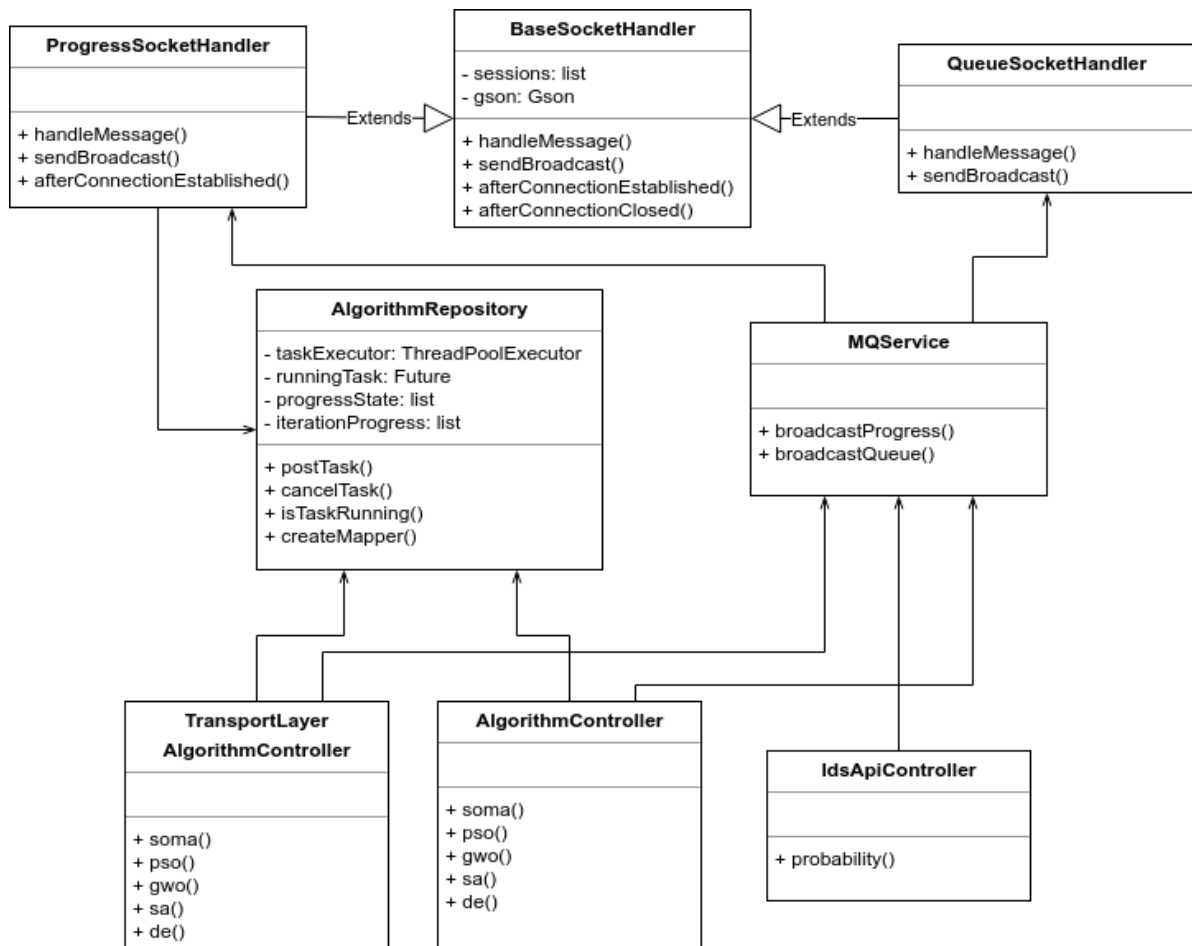 ProgressSocketHandler
+ handleMessage()
+ sendBroadcast()
+ afterConnectionEstablished()
Extends
BaseSocketHandler
- sessions: list
- gson: Gson
+ handleMessage()
+ sendBroadcast()
+ afterConnectionEstablished()
+ afterConnectionClosed()
Extends
QueueSocketHandler
+ handleMessage()
+ sendBroadcast()
AlgorithmRepository
- taskExecutor: ThreadPoolExecutor
- runningTask: Future
- progressState: list
- iterationProgress: list
+ postTask()
+ cancelTask()
+ isTaskRunning()
+ createMapper()
MQService
+ broadcastProgress()
+ broadcastQueue()
TransportLayer
AlgorithmController
+ soma()
+ pso()
+ gwo()
+ sa()
+ de()
AlgorithmController
+ soma()
+ pso()
+ gwo()
+ sa()
+ de()
IdsApiController
+ probability()